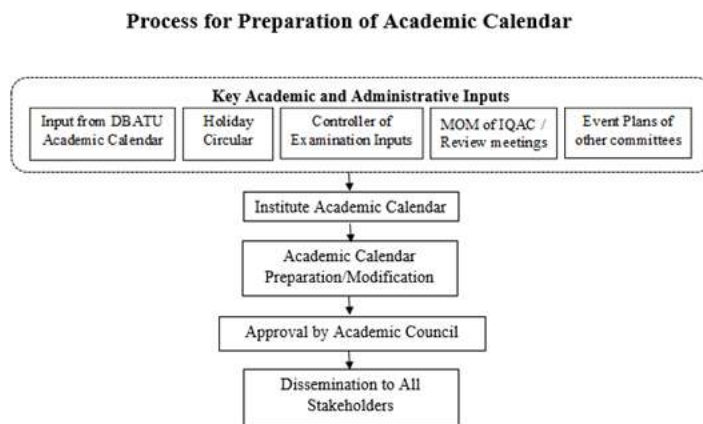 Process for Preparation of Academic Calendar
Key Academic and Administrative Inputs
Input from DBATU
Academic Calendar
Holiday
Circular
Controller of
Examination Inputs
MOM of IQAC /
Review meetings
Event Plans of
other committees
Institute Academic Calendar
Academic Calendar
Preparation/Modification
Approval by Academic Council
Dissemination to All
Stakeholders